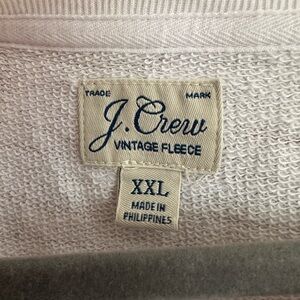 TRADE MARK
J.Crew
VINTAGE FLEECE
XXL
MADE IN
PHILIPPINES